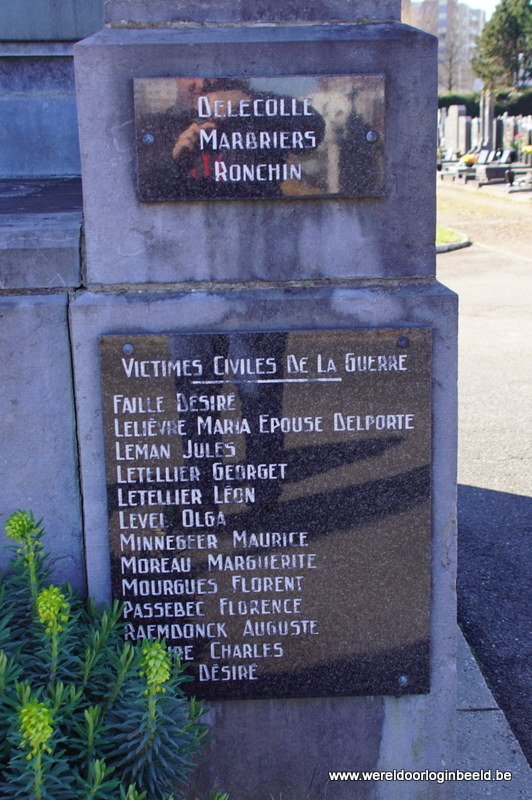 DELECOLLE
MARBRIERS
RONCHIN
VICTIMES CIVILES DE LA GUERRE
FAILLE DÉSIRÉ
LELIÈVRE MARIA EPOUSE DELPORTE
LEMAN JULES
LETELLIER GEORGET
LETELLIER LÉON
LEVEL OLGA
MINNEGEER MAURICE
MOREAU MARGUERITE
MOURGUES FLORENT
PASSEBEC FLORENCE
RAEMDONCK AUGUSTE
CHARLES
DÉSIRÉ
www.wereldoorloginbeeld.be